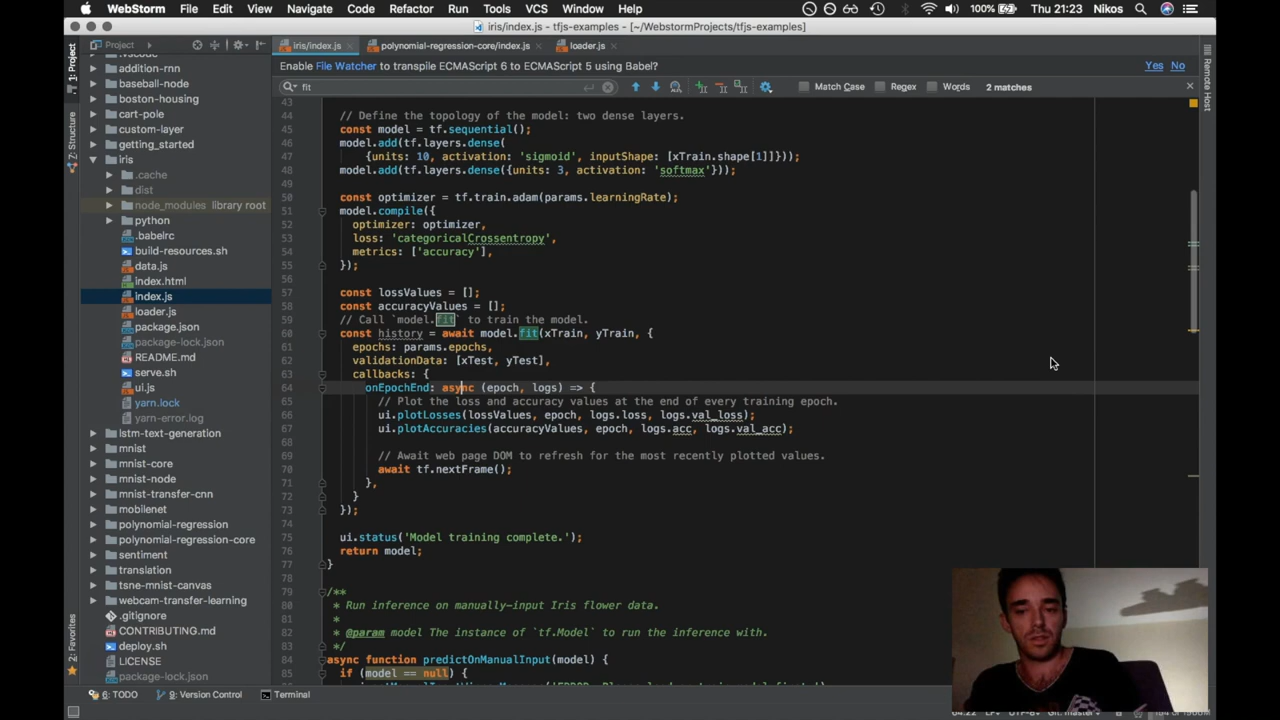 WebStorm File Edit View Navigate Code Refactor Run Tools VCS Window Help 100% Thu 21:23 Nikos
iris/index.js - tfjs-examples - [~/WebstormProjects/tfjs-examples]
Project iris/index.js polynomial-regression-core/index.js loader.js
1: Project
7: Structure
2: Favorites
Remote Host
.vscode
addition-rnn
baseball-node
boston-housing
cart-pole
custom-layer
getting_started
iris
.cache
dist
node_modules library root
python
.babelrc
build-resources.sh
data.js
index.html
index.js
loader.js
package.json
package-lock.json
README.md
serve.sh
ui.js
yarn.lock
yarn-error.log
lstm-text-generation
mnist
mnist-core
mnist-node
mnist-transfer-cnn
mobilenet
polynomial-regression
polynomial-regression-core
sentiment
translation
tsne-mnist-canvas
webcam-transfer-learning
.gitignore
CONTRIBUTING.md
deploy.sh
LICENSE
package-lock.json
Enable File Watcher to transpile ECMAScript 6 to ECMAScript 5 using Babel? Yes No
fit Match Case Regex Words 2 matches
43
44 // Define the topology of the model: two dense layers.
45 const model = tf.sequential();
46 model.add(tf.layers.dense(
47 {units: 10, activation: 'sigmoid', inputShape: [xTrain.shape[1]]}));
48 model.add(tf.layers.dense({units: 3, activation: 'softmax'}));
49
50 const optimizer = tf.train.adam(params.learningRate);
51 model.compile({
52 optimizer: optimizer,
53 loss: 'categoricalCrossentropy',
54 metrics: ['accuracy'],
55 });
56
57 const lossValues = [];
58 const accuracyValues = [];
59 // Call `model.fit` to train the model.
60 const history = await model.fit(xTrain, yTrain, {
61 epochs: params.epochs,
62 validationData: [xTest, yTest],
63 callbacks: {
64 onEpochEnd: async (epoch, logs) => {
65 // Plot the loss and accuracy values at the end of every training epoch.
66 ui.plotLosses(lossValues, epoch, logs.loss, logs.val_loss);
67 ui.plotAccuracies(accuracyValues, epoch, logs.acc, logs.val_acc);
68
69 // Await web page DOM to refresh for the most recently plotted values.
70 await tf.nextFrame();
71 },
72 }
73 });
74
75 ui.status('Model training complete.');
76 return model;
77 }
78
79 /**
80 * Run inference on manually-input Iris flower data.
81 *
82 * @param model The instance of `tf.Model` to run the inference with.
83 */
84 async function predictOnManualInput(model) {
85 if (model == null) {
6: TODO 9: Version Control Terminal